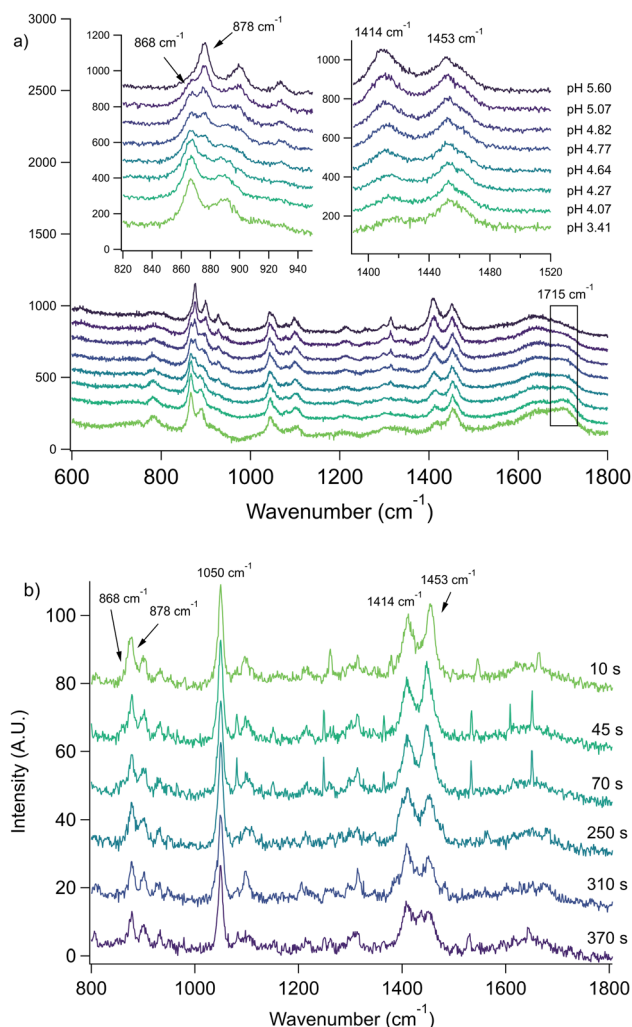 a)
868 cm-1
878 cm-1
1414 cm-1
1453 cm-1
3000
2500
2000
1500
1000
500
0
1200
1000
800
600
400
200
0
820 840 860 880 900 920 940
1000
800
600
400
200
1400 1440 1480 1520
pH 5.60
pH 5.07
pH 4.82
pH 4.77
pH 4.64
pH 4.27
pH 4.07
pH 3.41
1715 cm-1
600 800 1000 1200 1400 1600 1800
Wavenumber (cm-1)
b)
868 cm-1
878 cm-1
1050 cm-1
1414 cm-1
1453 cm-1
100
80
60
40
20
0
Intensity (A.U.)
10 s
45 s
70 s
250 s
310 s
370 s
800 1000 1200 1400 1600 1800
Wavenumber (cm-1)